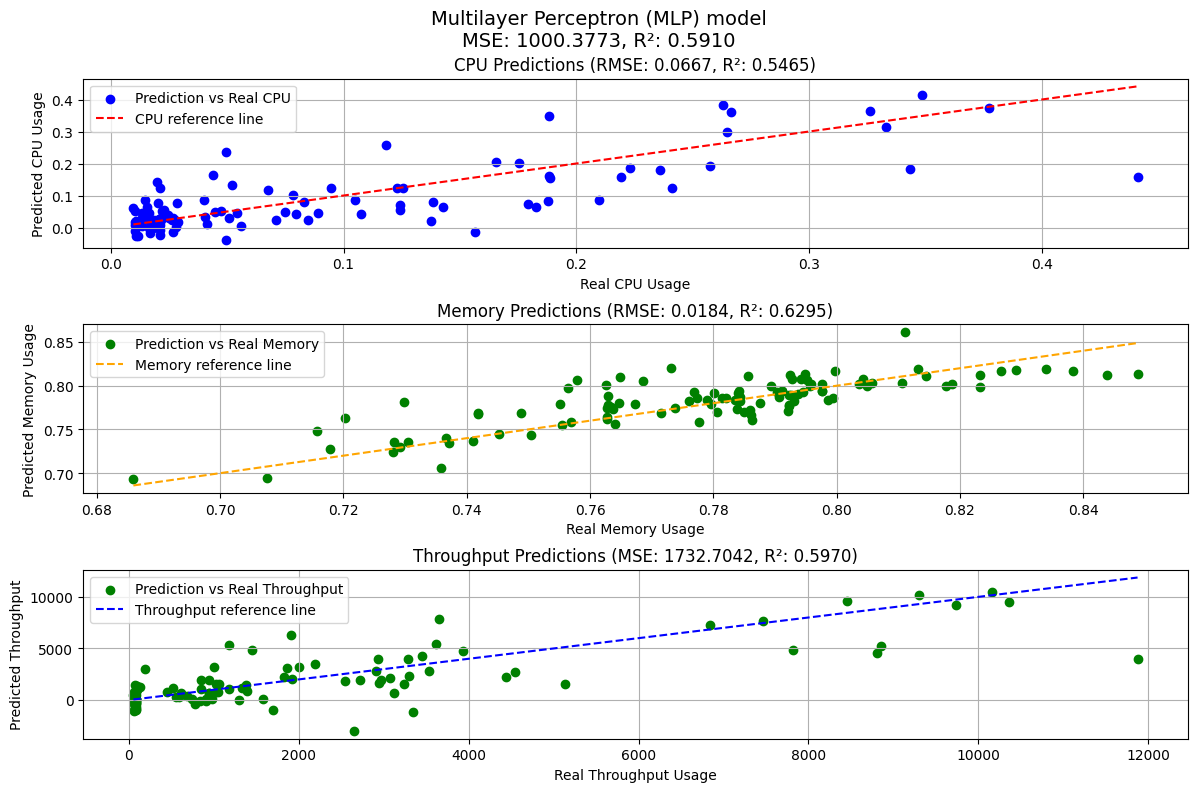 Multilayer Perceptron (MLP) model
MSE: 1000.3773, R²: 0.5910
CPU Predictions (RMSE: 0.0667, R²: 0.5465)
Prediction vs Real CPU
CPU reference line
Predicted CPU Usage
0.4
0.3
0.2
0.1
0.0
0.0 0.1 0.2 0.3 0.4
Real CPU Usage
Memory Predictions (RMSE: 0.0184, R²: 0.6295)
Prediction vs Real Memory
Memory reference line
Predicted Memory Usage
0.85
0.80
0.75
0.70
0.68 0.70 0.72 0.74 0.76 0.78 0.80 0.82 0.84
Real Memory Usage
Throughput Predictions (MSE: 1732.7042, R²: 0.5970)
Prediction vs Real Throughput
Throughput reference line
Predicted Throughput
10000
5000
0
0 2000 4000 6000 8000 10000 12000
Real Throughput Usage